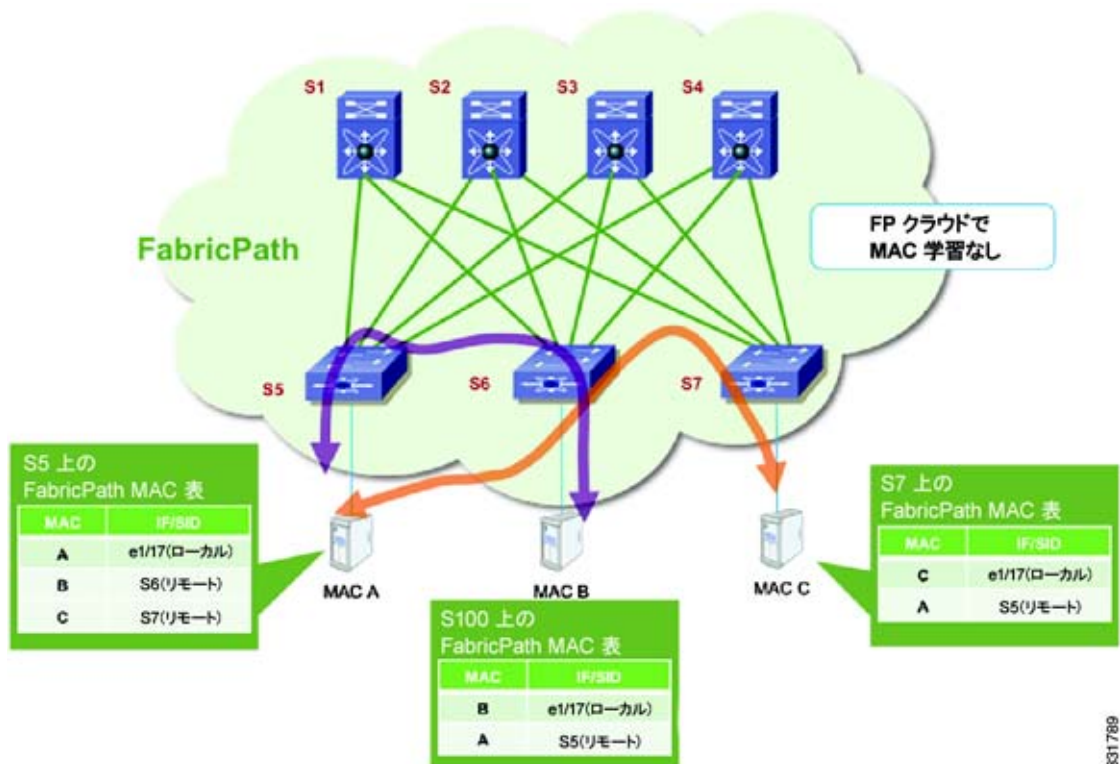 S1
S2
S3
S4
FP クラウドで
MAC 学習なし
FabricPath
S5
S6
S7
S5 上の
FabricPath MAC 表
MAC IF/SID
A e1/17(ローカル)
B S6(リモート)
C S7(リモート)
MAC A
MAC B
MAC C
S100 上の
FabricPath MAC 表
MAC IF/SID
B e1/17(ローカル)
A S5(リモート)
S7 上の
FabricPath MAC 表
MAC IF/SID
C e1/17(ローカル)
A S5(リモート)
331789